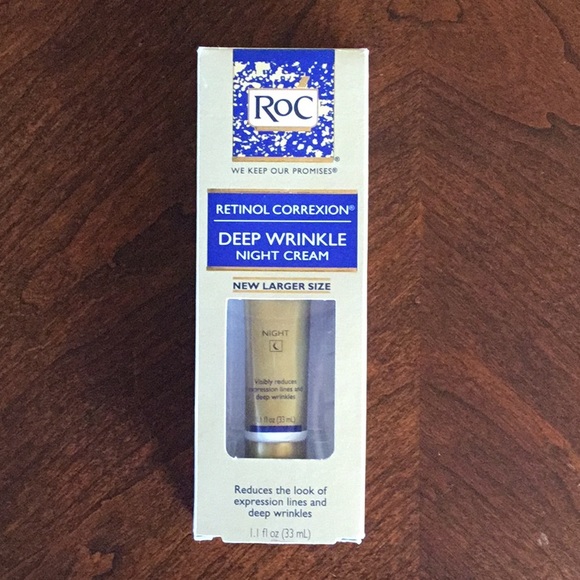 RoC®
WE KEEP OUR PROMISES®
RETINOL CORREXION®
DEEP WRINKLE
NIGHT CREAM
NEW LARGER SIZE
NIGHT
Visibly reduces
expression lines and
deep wrinkles
1.1 fl oz (33 mL)
Reduces the look of
expression lines and
deep wrinkles
1.1 fl oz (33 mL)